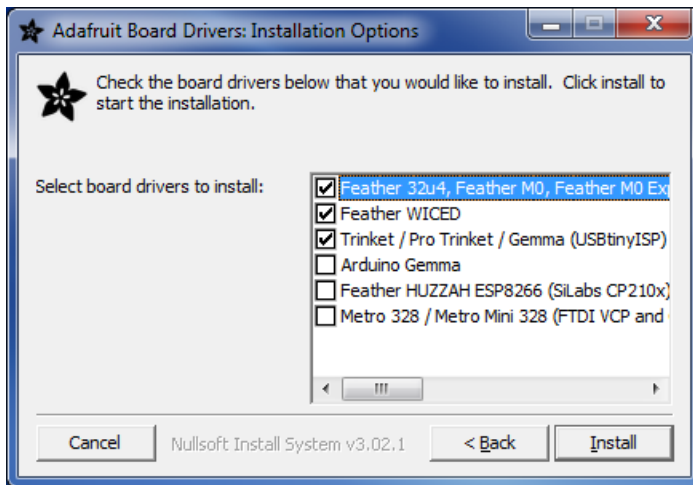 Adafruit Board Drivers: Installation Options
Check the board drivers below that you would like to install. Click install to
start the installation.
Select board drivers to install:
Feather 32u4, Feather M0, Feather M0 Exp
Feather WICED
Trinket / Pro Trinket / Gemma (USBtinyISP)
Arduino Gemma
Feather HUZZAH ESP8266 (SiLabs CP210x)
Metro 328 / Metro Mini 328 (FTDI VCP and
Cancel
Nullsoft Install System v3.02.1
< Back
Install